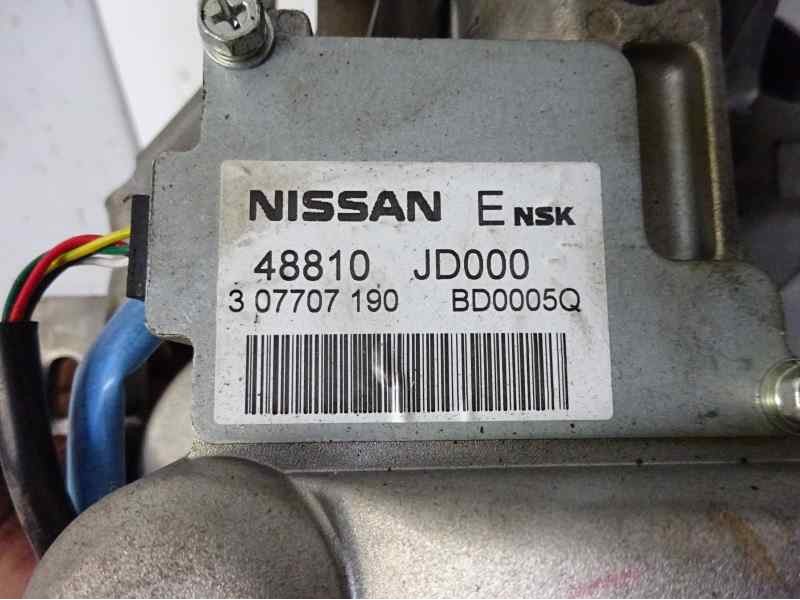 NISSAN E NSK
48810 JD000
3 07707 190 BD0005Q